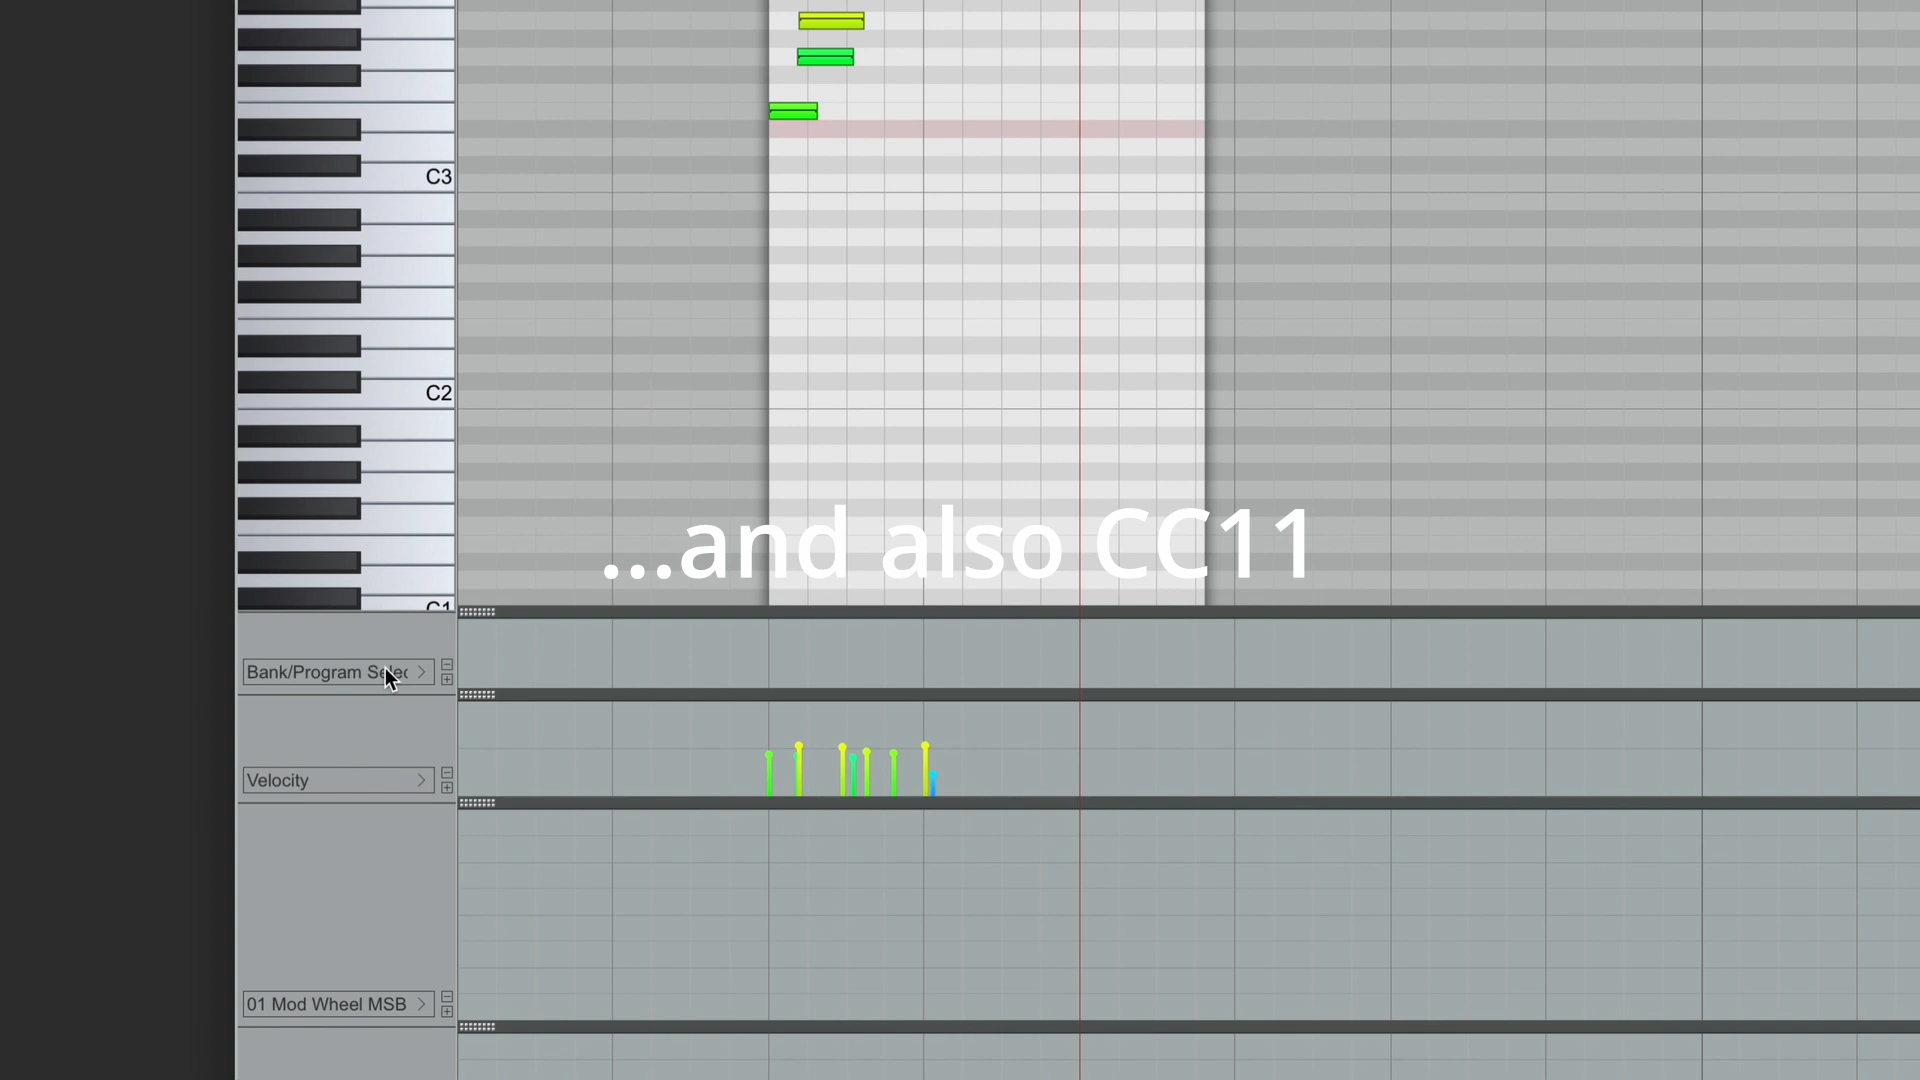 C3
C2
C1
...and also CC11
Bank/Program Selec
Velocity
01 Mod Wheel MSB